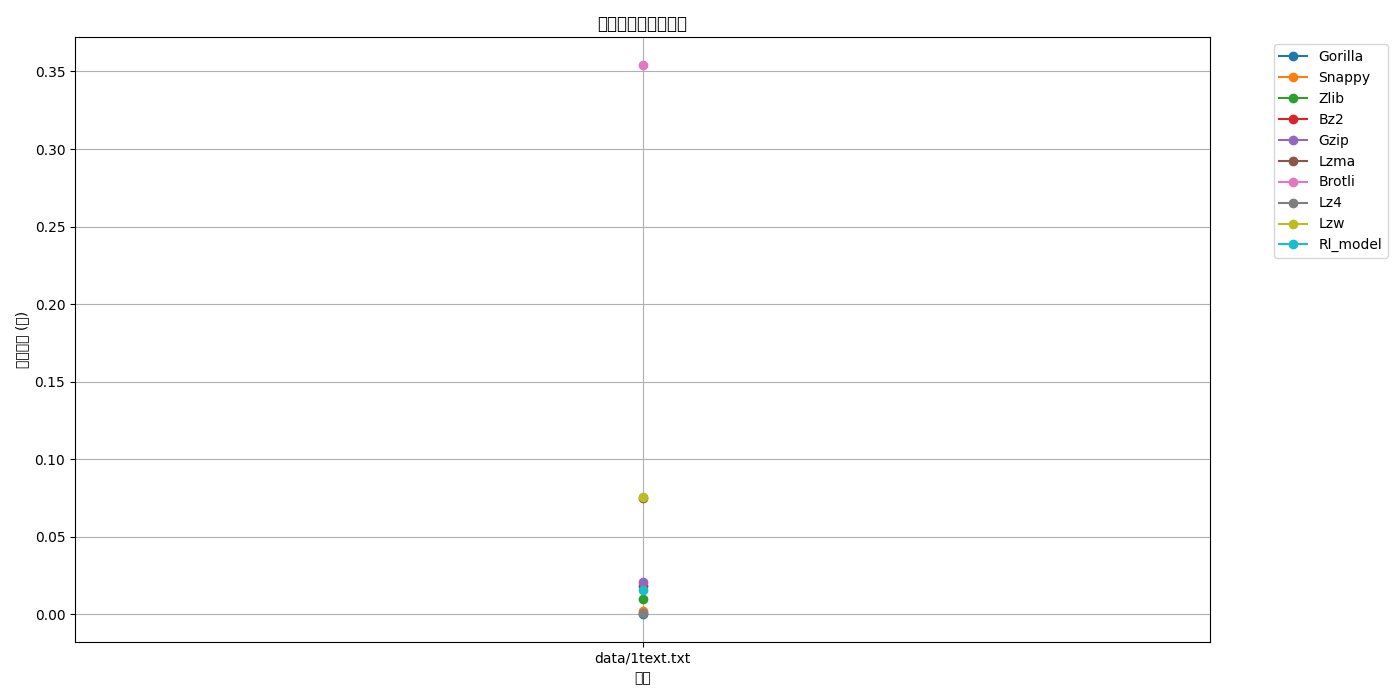 0.35
0.30
0.25
0.20
0.15
0.10
0.05
0.00
data/1text.txt
Gorilla
Snappy
Zlib
Bz2
Gzip
Lzma
Brotli
Lz4
Lzw
Rl_model